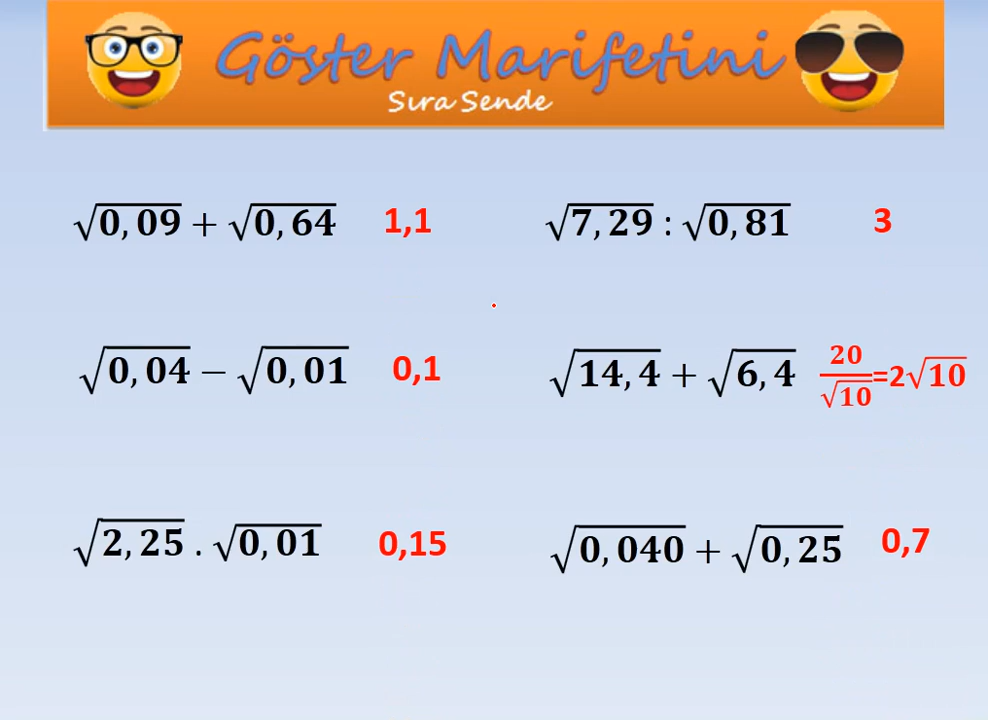 Göster Marifetini
Sıra Sende
√0,09 + √0,64 1,1
√7,29 : √0,81 3
√0,04 − √0,01 0,1
√14,4 + √6,4 20/√10=2√10
√2,25 . √0,01 0,15
√0,040 + √0,25 0,7